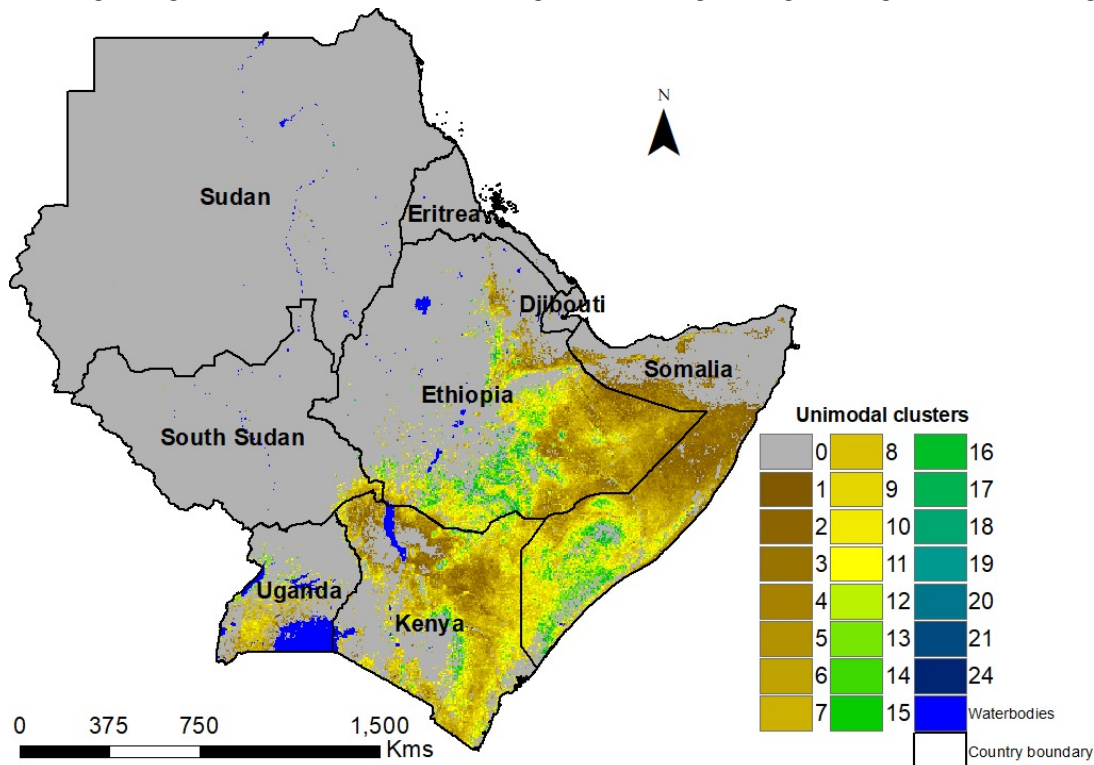 N
Sudan
Eritrea
Djibouti
Somalia
Ethiopia
South Sudan
Uganda
Kenya
Unimodal clusters
0 8 16
1 9 17
2 10 18
3 11 19
4 12 20
5 13 21
6 14 24
7 15 Waterbodies
Country boundary
0 375 750 1,500
Kms